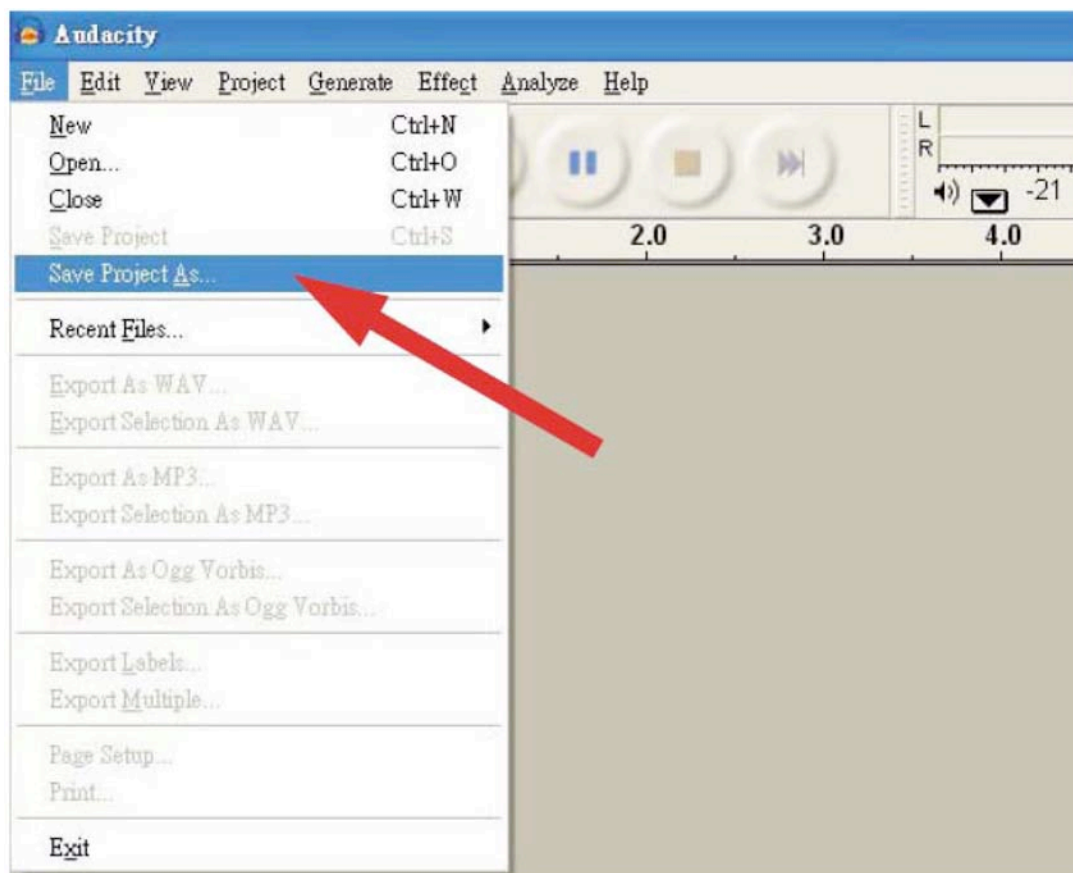 Audacity
File Edit View Project Generate Effect Analyze Help
New Ctrl+N
Open... Ctrl+O
Close Ctrl+W
Save Project Ctrl+S
Save Project As...
Recent Files...
Export As WAV...
Export Selection As WAV...
Export As MP3...
Export Selection As MP3...
Export As Ogg Vorbis...
Export Selection As Ogg Vorbis...
Export Labels...
Export Multiple...
Page Setup...
Print...
Exit
L
R
-21
2.0 3.0 4.0